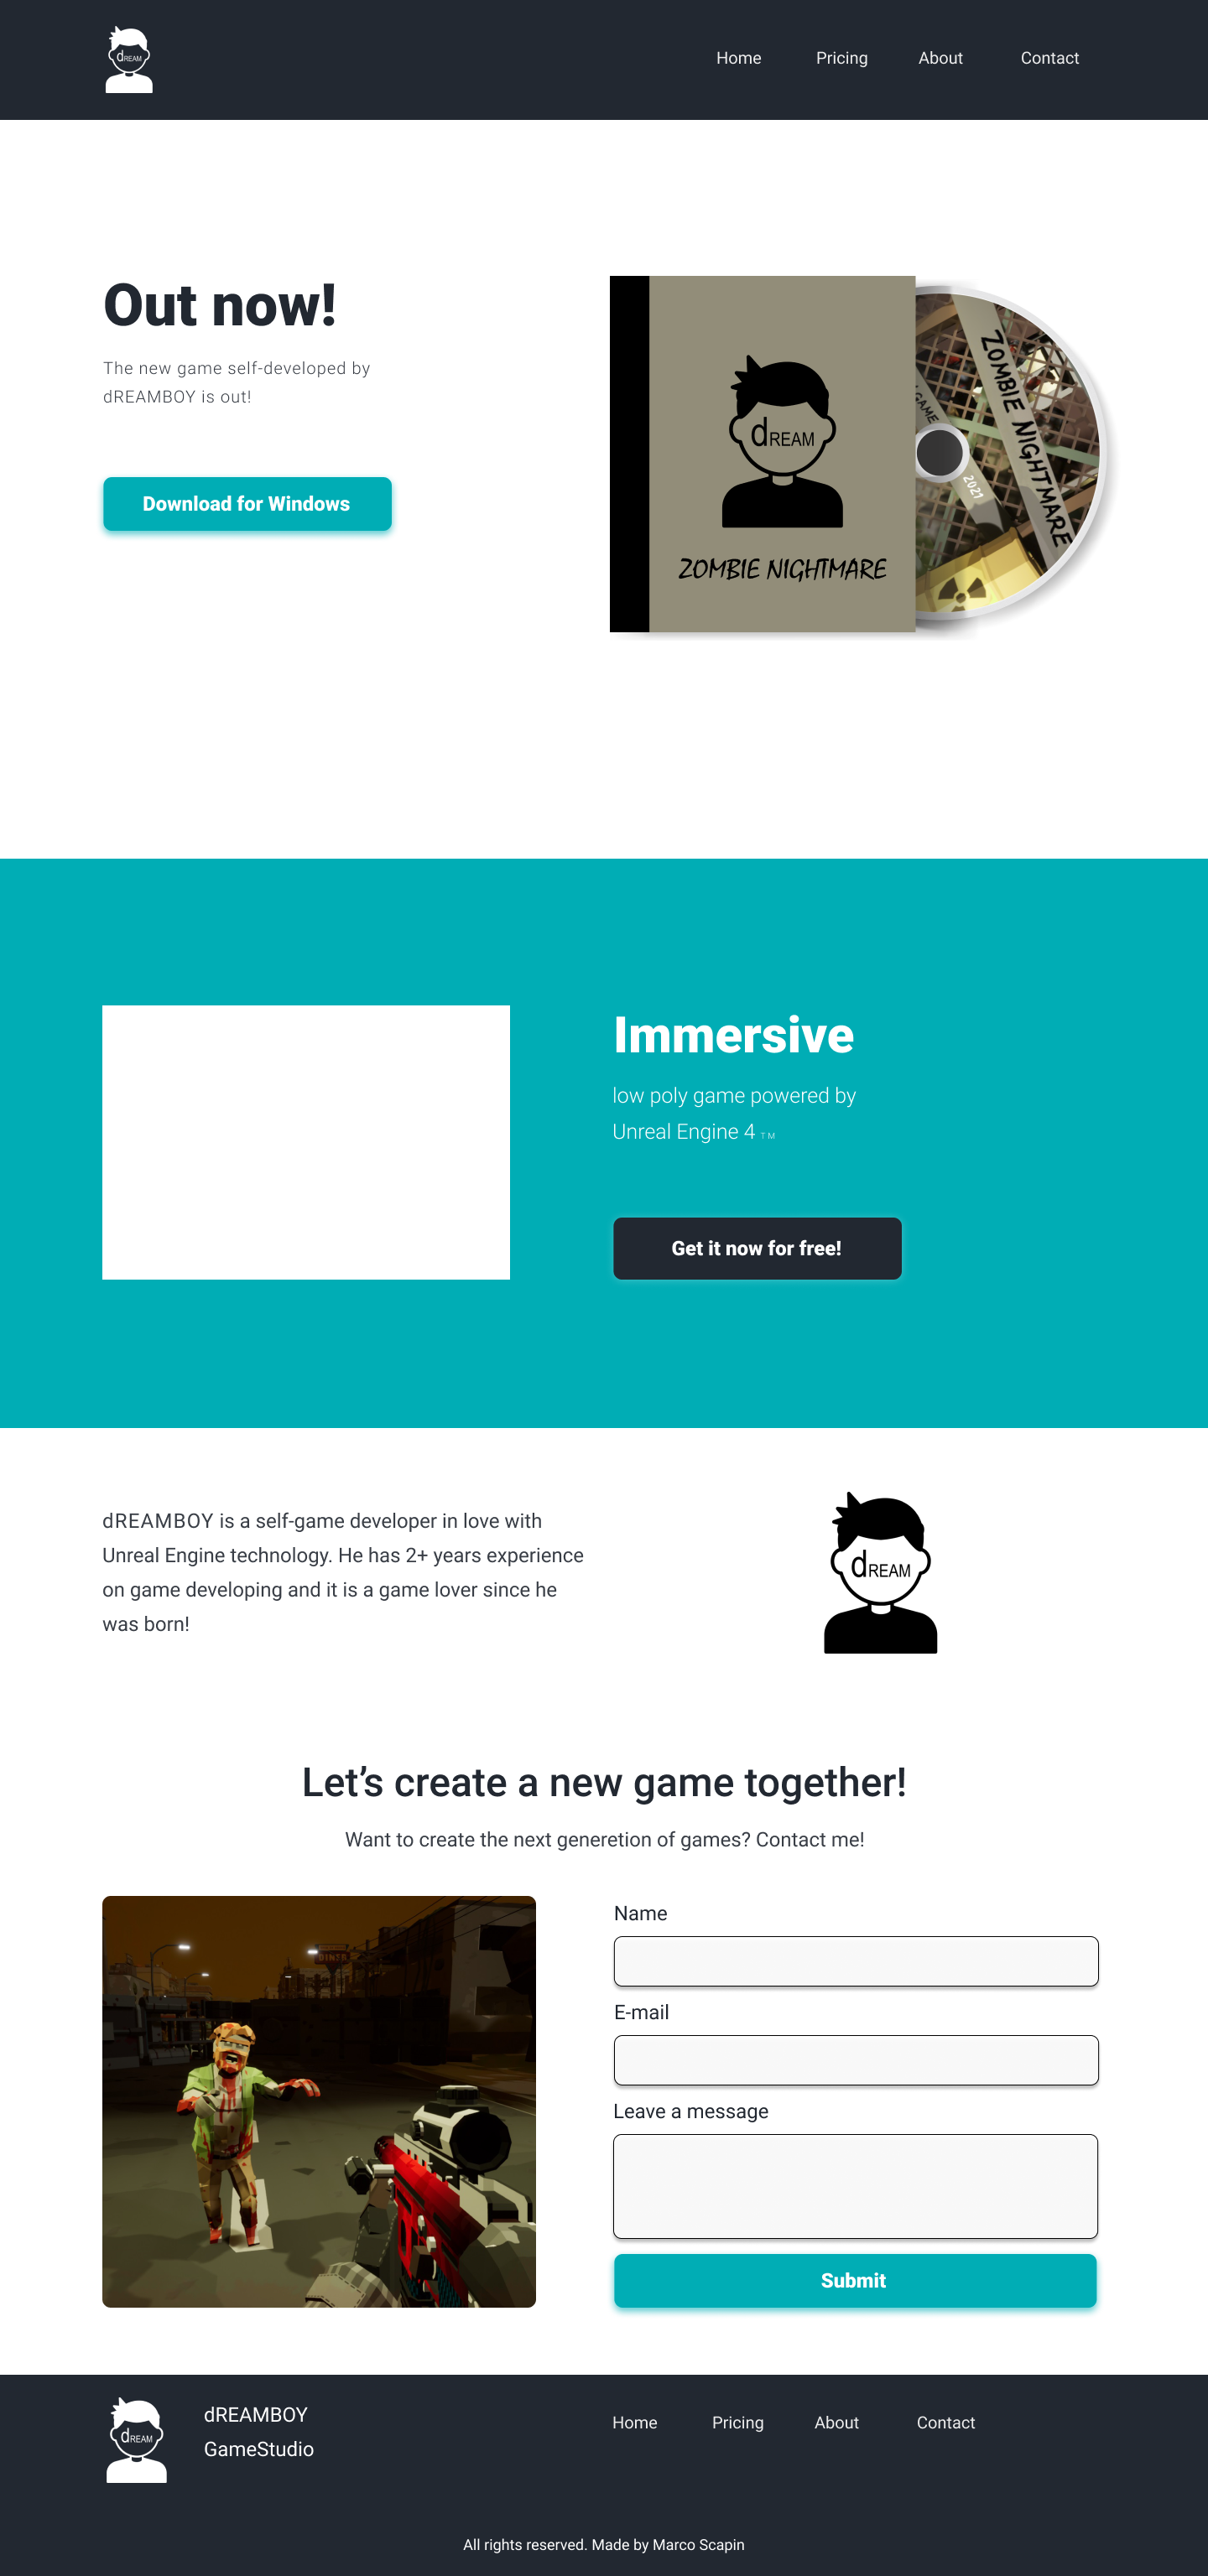 dREAM
Home Pricing About Contact
Out now!
The new game self-developed by
dREAMBOY is out!
Download for Windows
dREAM
ZOMBIE NIGHTMARE
ZOMBIE NIGHTMARE
GAME
2021
Immersive
low poly game powered by
Unreal Engine 4 TM
Get it now for free!
dREAMBOY is a self-game developer in love with
Unreal Engine technology. He has 2+ years experience
on game developing and it is a game lover since he
was born!
dREAM
Let’s create a new game together!
Want to create the next generetion of games? Contact me!
DINER
Name
E-mail
Leave a message
Submit
dREAM
dREAMBOY
GameStudio
Home Pricing About Contact
All rights reserved. Made by Marco Scapin